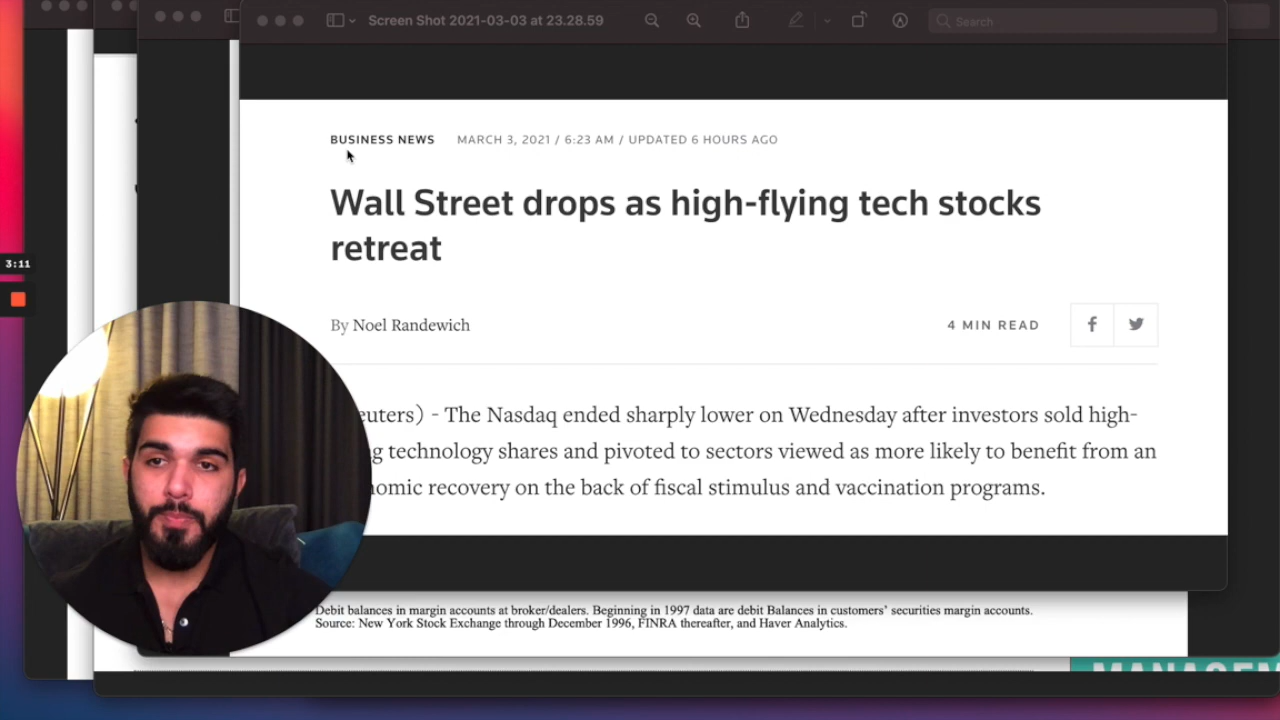 Screen Shot 2021-03-03 at 23.28.59
Search
BUSINESS NEWS MARCH 3, 2021 / 6:23 AM / UPDATED 6 HOURS AGO
Wall Street drops as high-flying tech stocks
retreat
3:11
By Noel Randewich
4 MIN READ
euters) - The Nasdaq ended sharply lower on Wednesday after investors sold high-
g technology shares and pivoted to sectors viewed as more likely to benefit from an
nomic recovery on the back of fiscal stimulus and vaccination programs.
Debit balances in margin accounts at broker/dealers. Beginning in 1997 data are debit Balances in customers' securities margin accounts.
Source: New York Stock Exchange through December 1996, FINRA thereafter, and Haver Analytics.